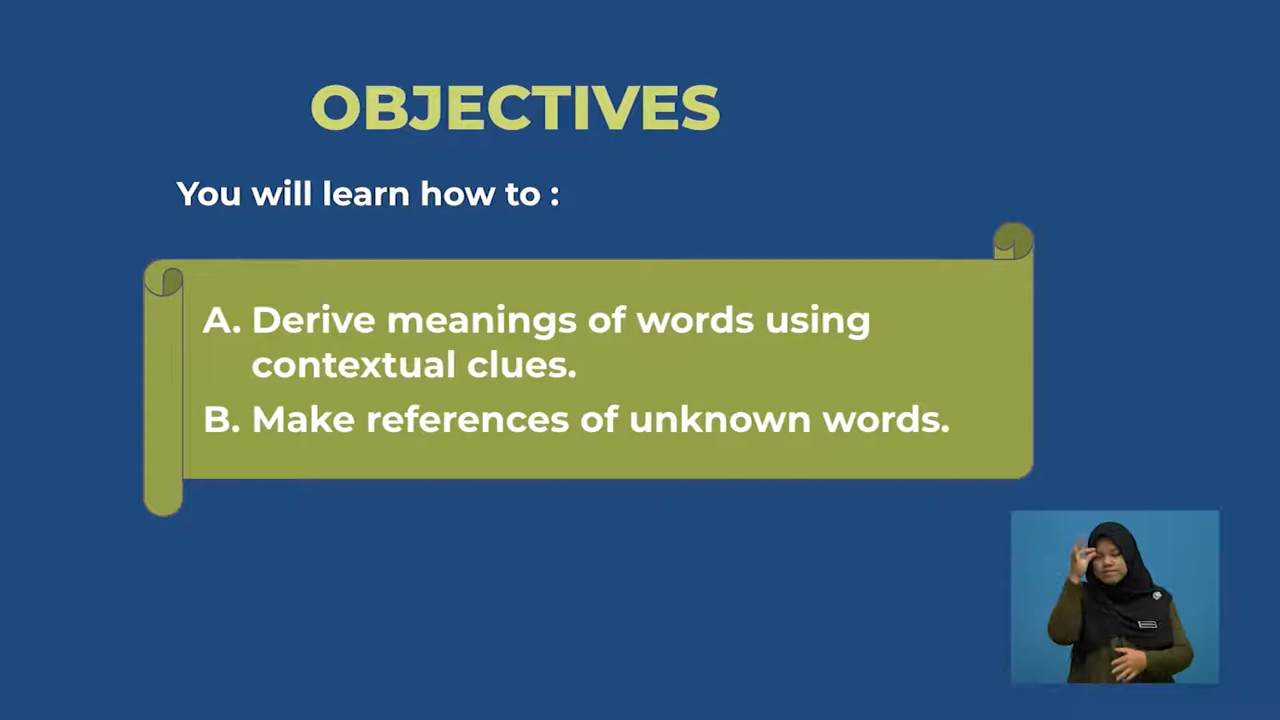 OBJECTIVES
You will learn how to :
A. Derive meanings of words using
contextual clues.
B. Make references of unknown words.